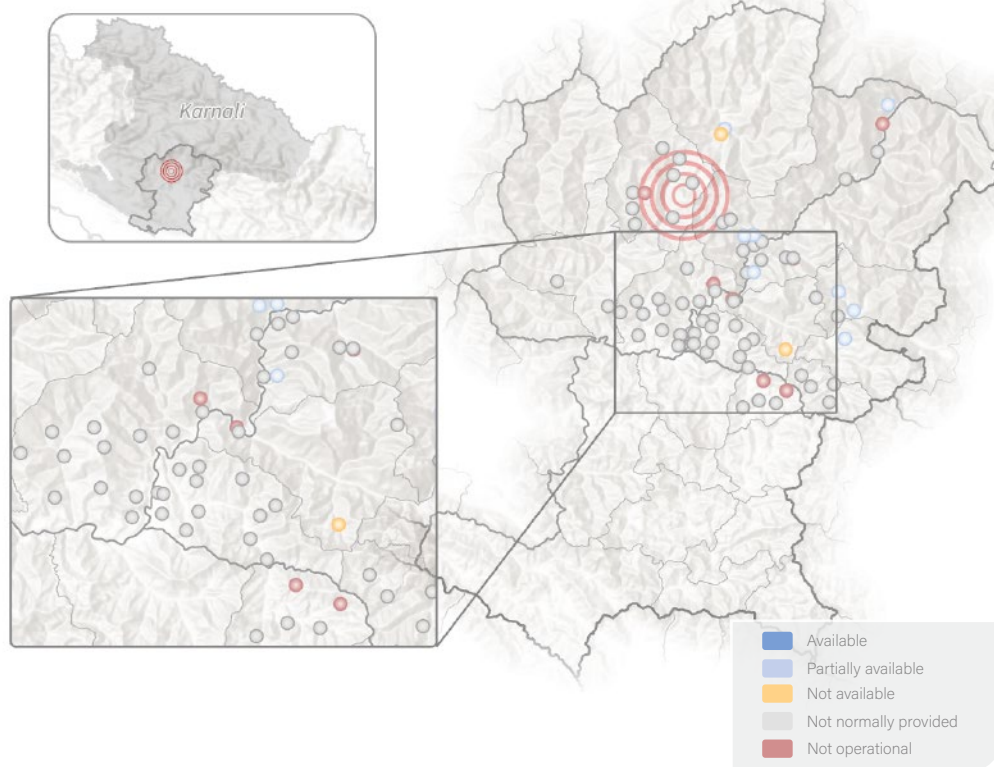 Karnali
Available
Partially available
Not available
Not normally provided
Not operational